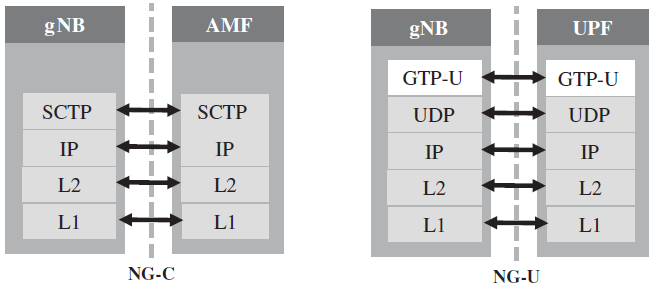 gNB AMF
SCTP SCTP
IP IP
L2 L2
L1 L1
NG-C
gNB UPF
GTP-U GTP-U
UDP UDP
IP IP
L2 L2
L1 L1
NG-U